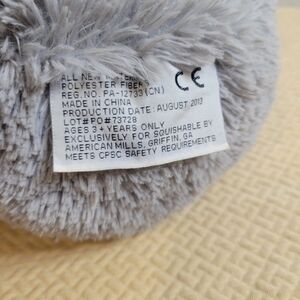 ALL NEW MATERIAL
POLYESTER FIBERS
REG. NO. PA-12733 (CN)
MADE IN CHINA
PRODUCTION DATE: AUGUST 2013
LOT#PO#73728
AGES 3+ YEARS ONLY
EXCLUSIVELY FOR SQUISHABLE BY
AMERICAN MILLS, GRIFFIN, GA
MEETS CPSC SAFETY REQUIREMENTS
CE